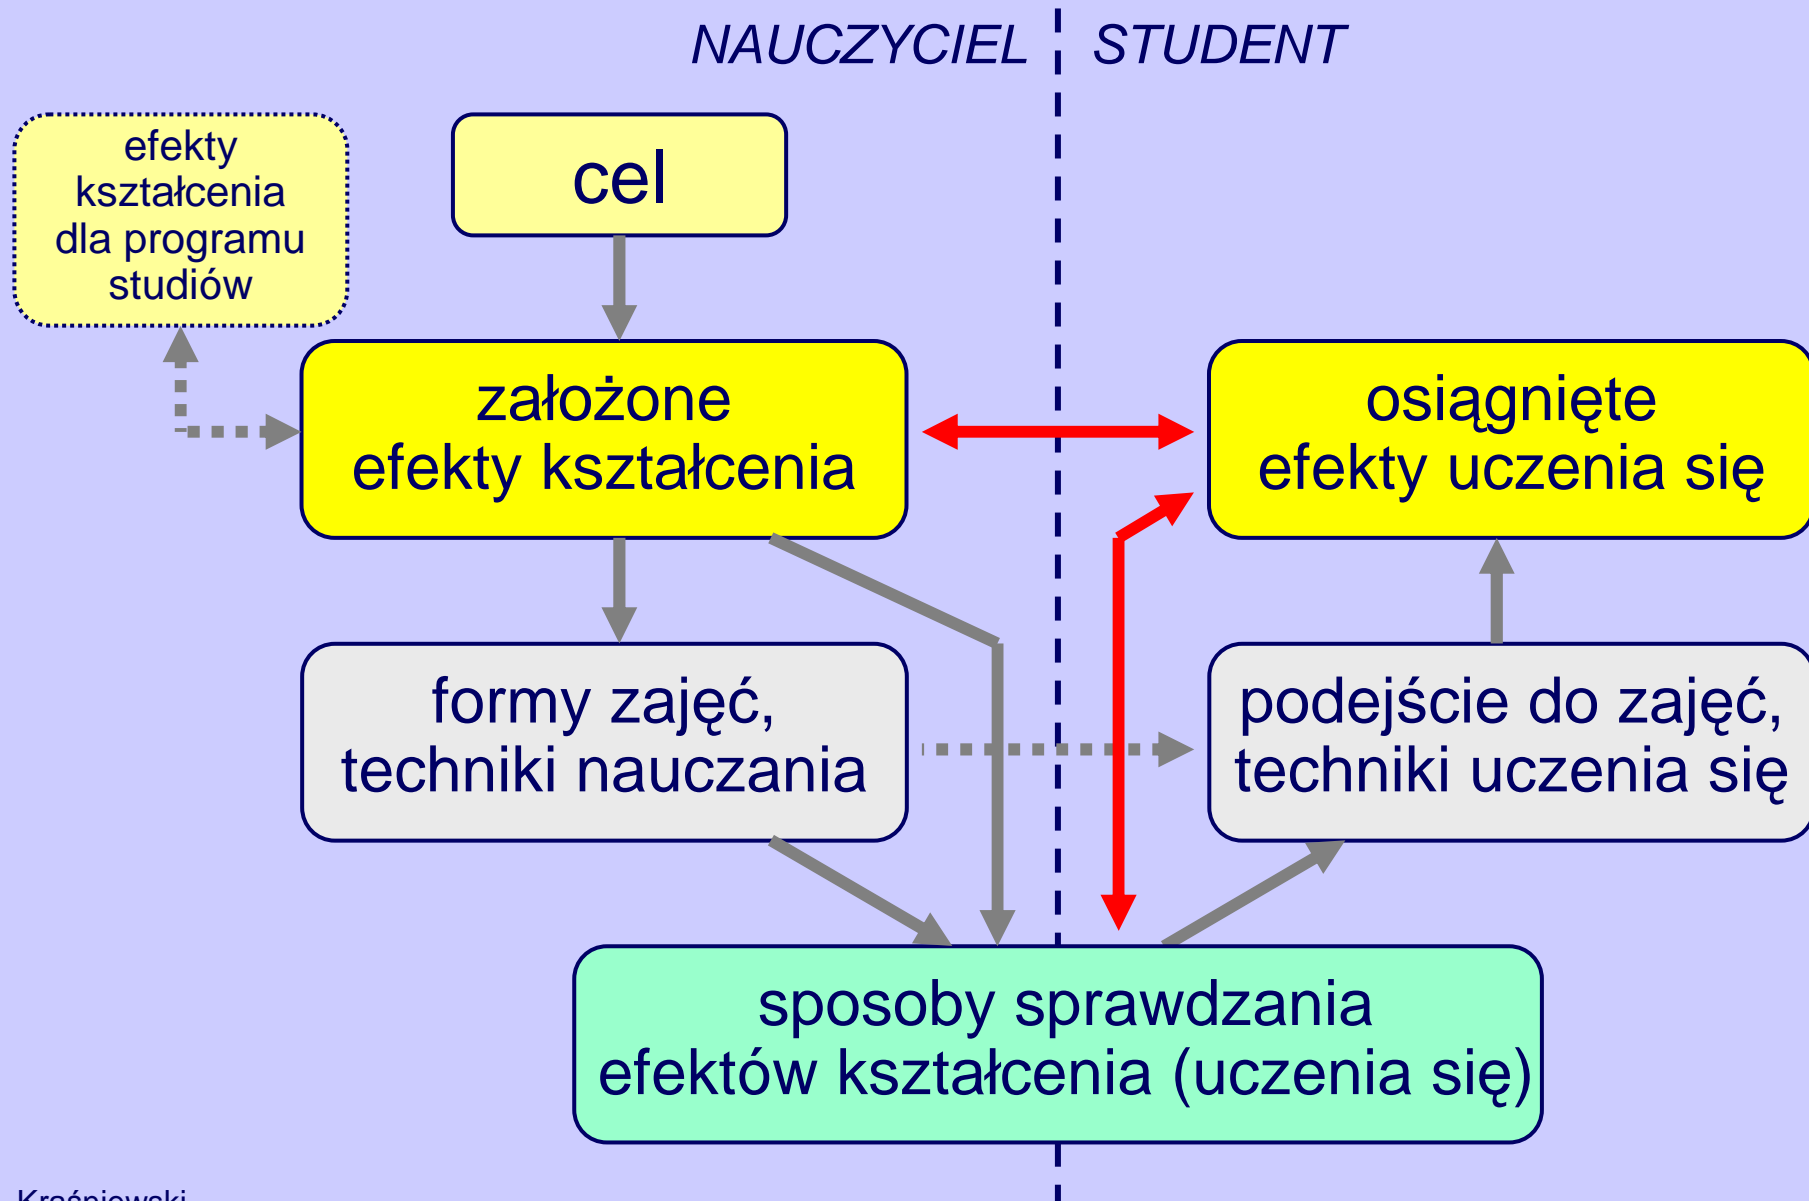 NAUCZYCIEL
STUDENT
efekty
kształcenia
dla programu
studiów
cel
założone
efekty kształcenia
osiągnięte
efekty uczenia się
formy zajęć,
techniki nauczania
podejście do zajęć,
techniki uczenia się
sposoby sprawdzania
efektów kształcenia (uczenia się)
Kraśniewski